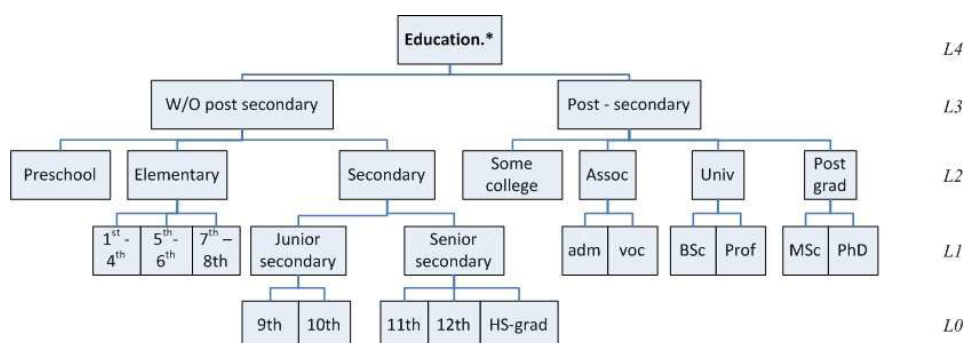 Education.*
L4
W/O post secondary
Post - secondary
L3
Preschool
Elementary
Secondary
Some
college
Assoc
Univ
Post
grad
L2
1st -
4th
5th-
6th
7th –
8th
Junior
secondary
Senior
secondary
adm
voc
BSc
Prof
MSc
PhD
L1
9th
10th
11th
12th
HS-grad
L0